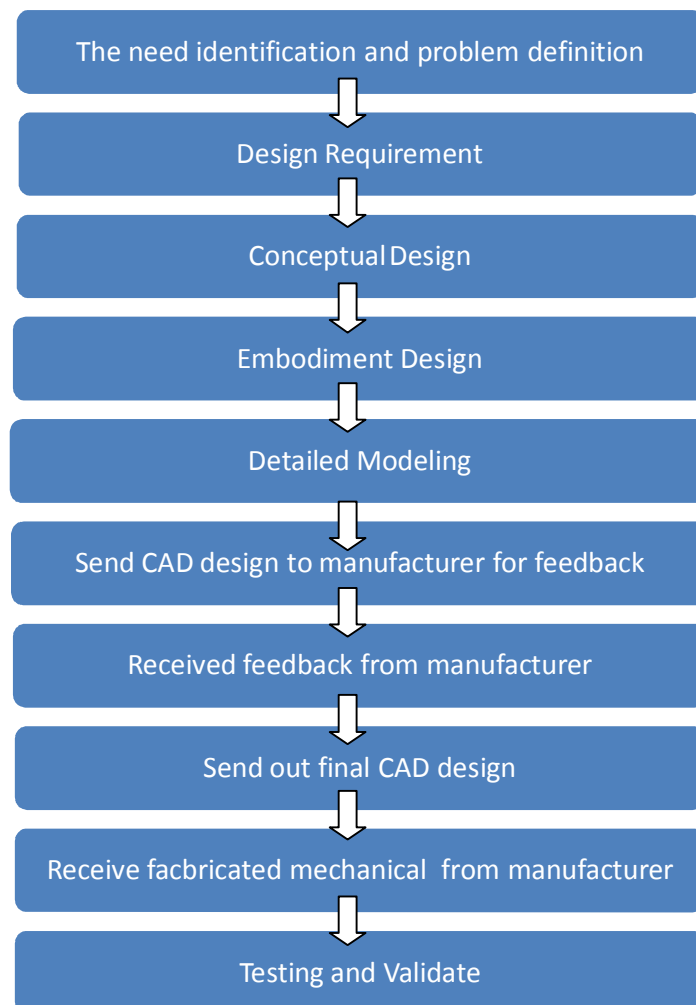 The need identification and problem definition
Design Requirement
Conceptual Design
Embodiment Design
Detailed Modeling
Send CAD design to manufacturer for feedback
Received feedback from manufacturer
Send out final CAD design
Receive facbricated mechanical from manufacturer
Testing and Validate